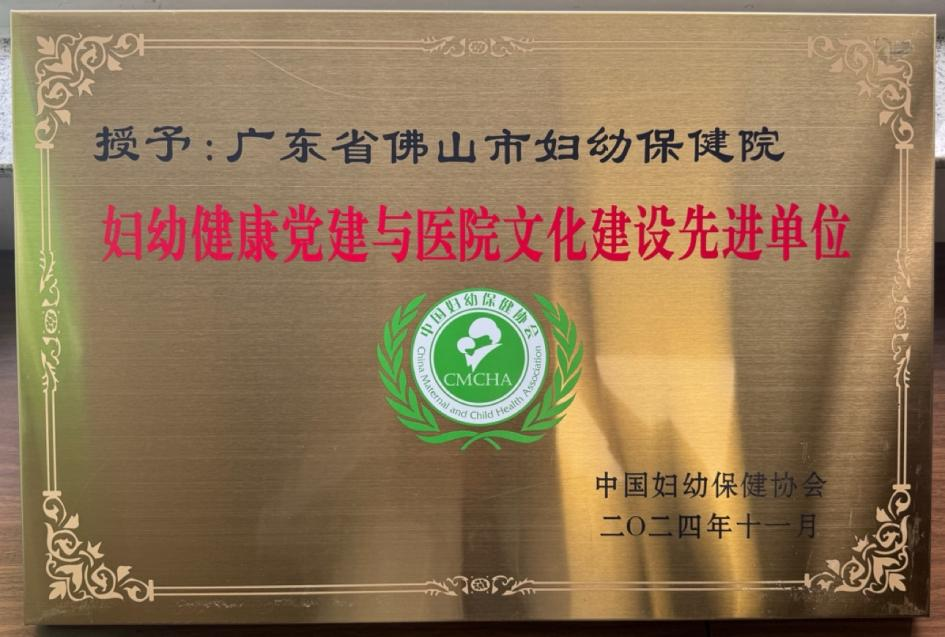 授予:广东省佛山市妇幼保健院
妇幼健康党建与医院文化建设先进单位
中国妇幼保健协会
CMCHA
China Maternal and Child Health Association
中国妇幼保健协会
二〇二四年十一月